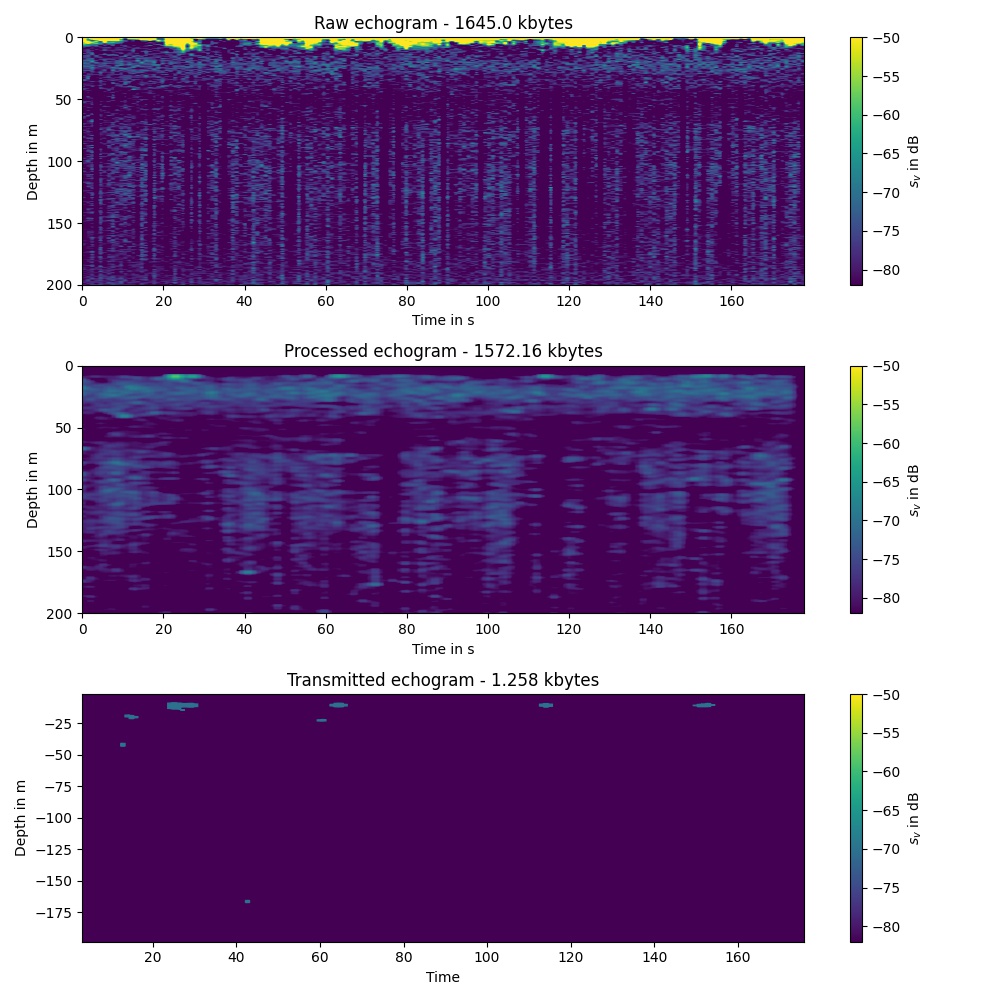 Raw echogram - 1645.0 kbytes
0
50
100
150
200
Depth in m
0 20 40 60 80 100 120 140 160
Time in s
−50
−55
−60
−65
−70
−75
−80
sv in dB
Processed echogram - 1572.16 kbytes
0
50
100
150
200
Depth in m
0 20 40 60 80 100 120 140 160
Time in s
−50
−55
−60
−65
−70
−75
−80
sv in dB
Transmitted echogram - 1.258 kbytes
−25
−50
−75
−100
−125
−150
−175
Depth in m
20 40 60 80 100 120 140 160
Time
−50
−55
−60
−65
−70
−75
−80
sv in dB